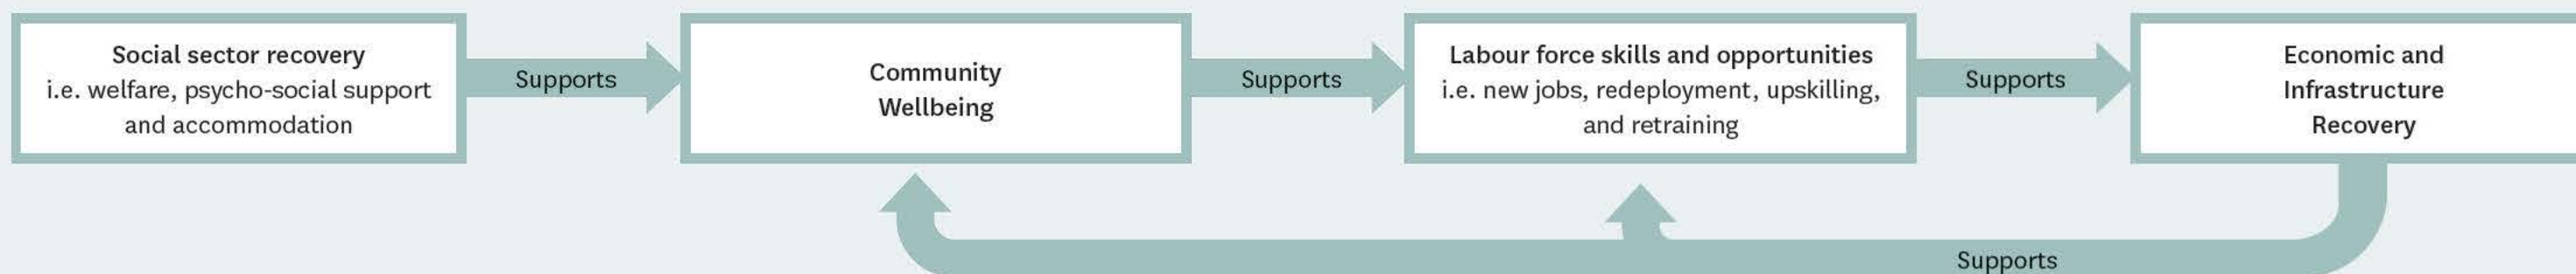 Social sector recovery
i.e. welfare, psycho-social support
and accommodation
Supports
Community
Wellbeing
Supports
Labour force skills and opportunities
i.e. new jobs, redeployment, upskilling,
and retraining
Supports
Economic and
Infrastructure
Recovery
Supports